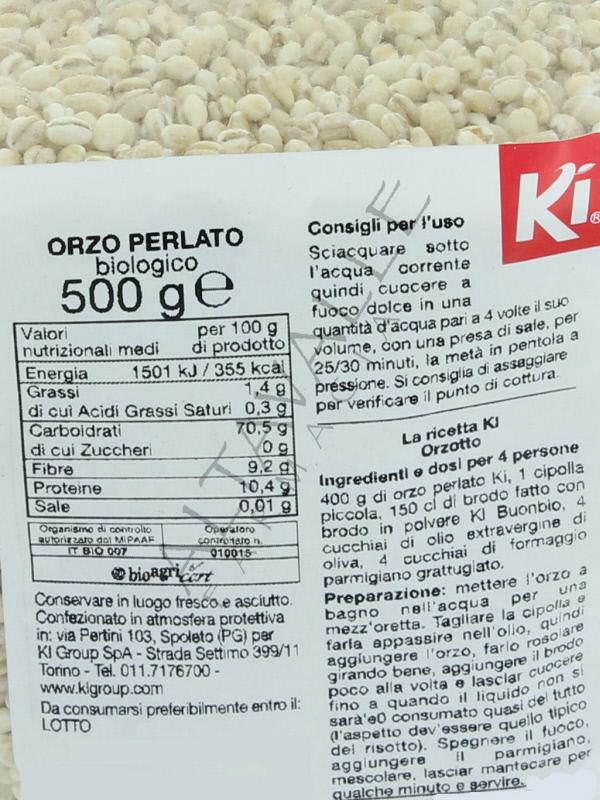 Ki®
ORZO PERLATO
biologico
500 g e
Valori nutrizionali medi per 100 g di prodotto
Energia 1501 kJ / 355 kcal
Grassi 1,4 g
di cui Acidi Grassi Saturi 0,3 g
Carboidrati 70,5 g
di cui Zuccheri 0 g
Fibre 9,2 g
Proteine 10,4 g
Sale 0,01 g
Organismo di controllo autorizzato dal MIPAAF
IT BIO 007
Operatore controllato n.
010015
bioagricert
Conservare in luogo fresco e asciutto.
Confezionato in atmosfera protettiva
in: via Pertini 103, Spoleto (PG) per
KI Group SpA - Strada Settimo 399/11
Torino - Tel. 011.7176700 -
www.kigroup.com
Da consumarsi preferibilmente entro il:
LOTTO
Consigli per l'uso
Sciacquare sotto
l'acqua corrente
quindi cuocere a
fuoco dolce in una
quantità d'acqua pari a 4 volte il suo
volume, con una presa di sale, per
25/30 minuti, la metà in pentola a
pressione. Si consiglia di assaggiare
per verificare il punto di cottura.
La ricetta KI
Orzotto
Ingredienti e dosi per 4 persone
400 g di orzo perlato Ki, 1 cipolla
piccola, 150 cl di brodo fatto con
brodo in polvere KI Buonbio, 4
cucchiai di olio extravergine di
oliva, 4 cucchiai di formaggio
parmigiano grattugiato.
Preparazione: mettere l'orzo a
bagno nell'acqua per una
mezz'oretta. Tagliare la cipolla e
farla appassire nell'olio, quindi
aggiungere l'orzo, farlo rosolare
girando bene, aggiungere il brodo
poco alla volta e lasciar cuocere
fino a quando il liquido non si
sarà'e0 consumato quasi del tutto
(l'aspetto dev'essere quello tipico
del risotto). Spegnere il fuoco,
aggiungere il parmigiano,
mescolare, lasciar mantecare per
qualche minuto e servire.
ALTAVALLE
FARMACIA